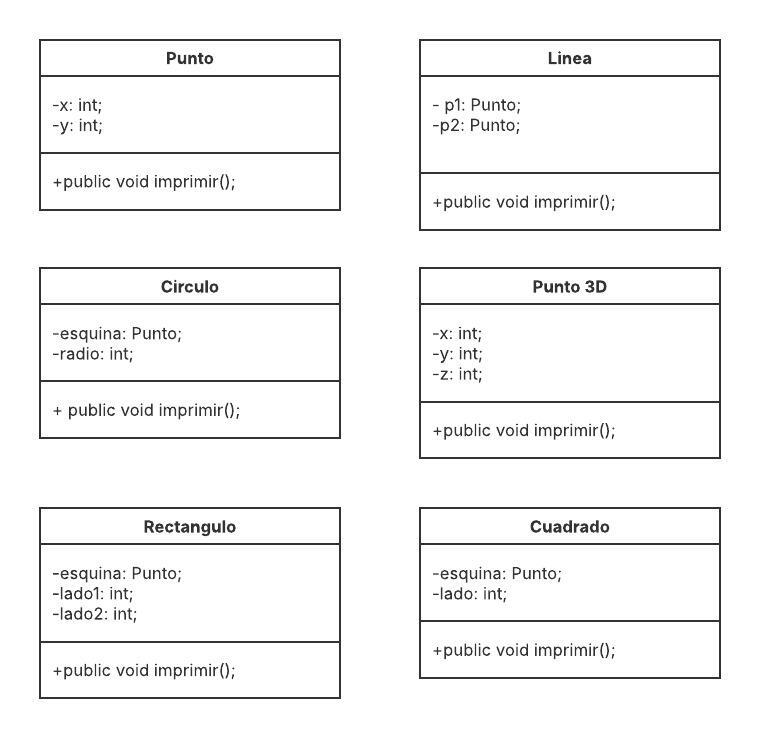 Punto
-x: int;
-y: int;
+public void imprimir();
Linea
- p1: Punto;
-p2: Punto;
+public void imprimir();
Circulo
-esquina: Punto;
-radio: int;
+ public void imprimir();
Punto 3D
-x: int;
-y: int;
-z: int;
+public void imprimir();
Rectangulo
-esquina: Punto;
-lado1: int;
-lado2: int;
+public void imprimir();
Cuadrado
-esquina: Punto;
-lado: int;
+public void imprimir();